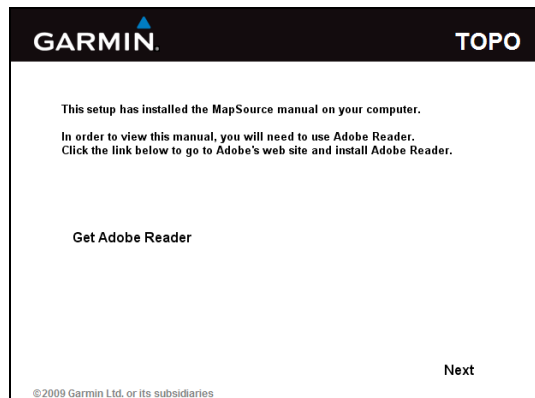 GARMIN. TOPO
This setup has installed the MapSource manual on your computer.
In order to view this manual, you will need to use Adobe Reader.
Click the link below to go to Adobe's web site and install Adobe Reader.
Get Adobe Reader
Next
©2009 Garmin Ltd. or its subsidiaries